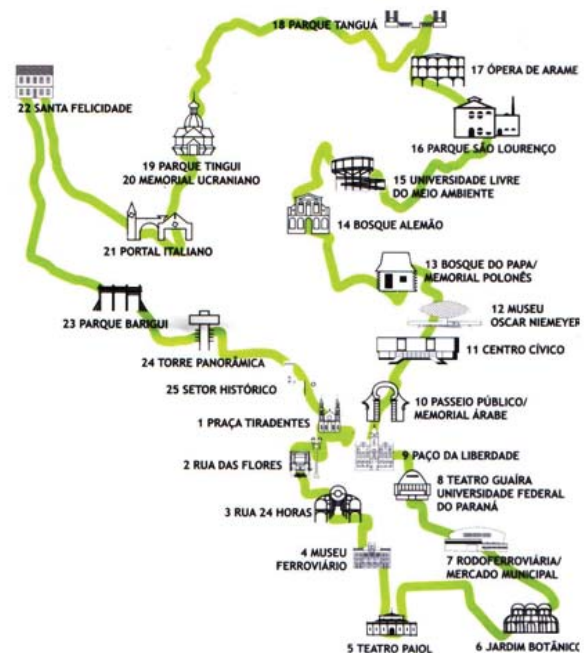 18 PARQUE TANGUÁ
17 ÓPERA DE ARAME
22 SANTA FELICIDADE
16 PARQUE SÃO LOURENÇO
19 PARQUE TINGUI
20 MEMORIAL UCRANIANO
15 UNIVERSIDADE LIVRE
DO MEIO AMBIENTE
14 BOSQUE ALEMÃO
21 PORTAL ITALIANO
13 BOSQUE DO PAPA/
MEMORIAL POLONÊS
12 MUSEU
OSCAR NIEMEYER
23 PARQUE BARIGUI
11 CENTRO CÍVICO
24 TORRE PANORÂMICA
25 SETOR HISTÓRICO
10 PASSEIO PÚBLICO/
MEMORIAL ÁRABE
1 PRAÇA TIRADENTES
9 PAÇO DA LIBERDADE
2 RUA DAS FLORES
8 TEATRO GUAÍRA
UNIVERSIDADE FEDERAL
DO PARANÁ
3 RUA 24 HORAS
4 MUSEU
FERROVIÁRIO
7 RODOFERROVIÁRIA/
MERCADO MUNICIPAL
5 TEATRO PAIOL
6 JARDIM BOTÂNICO